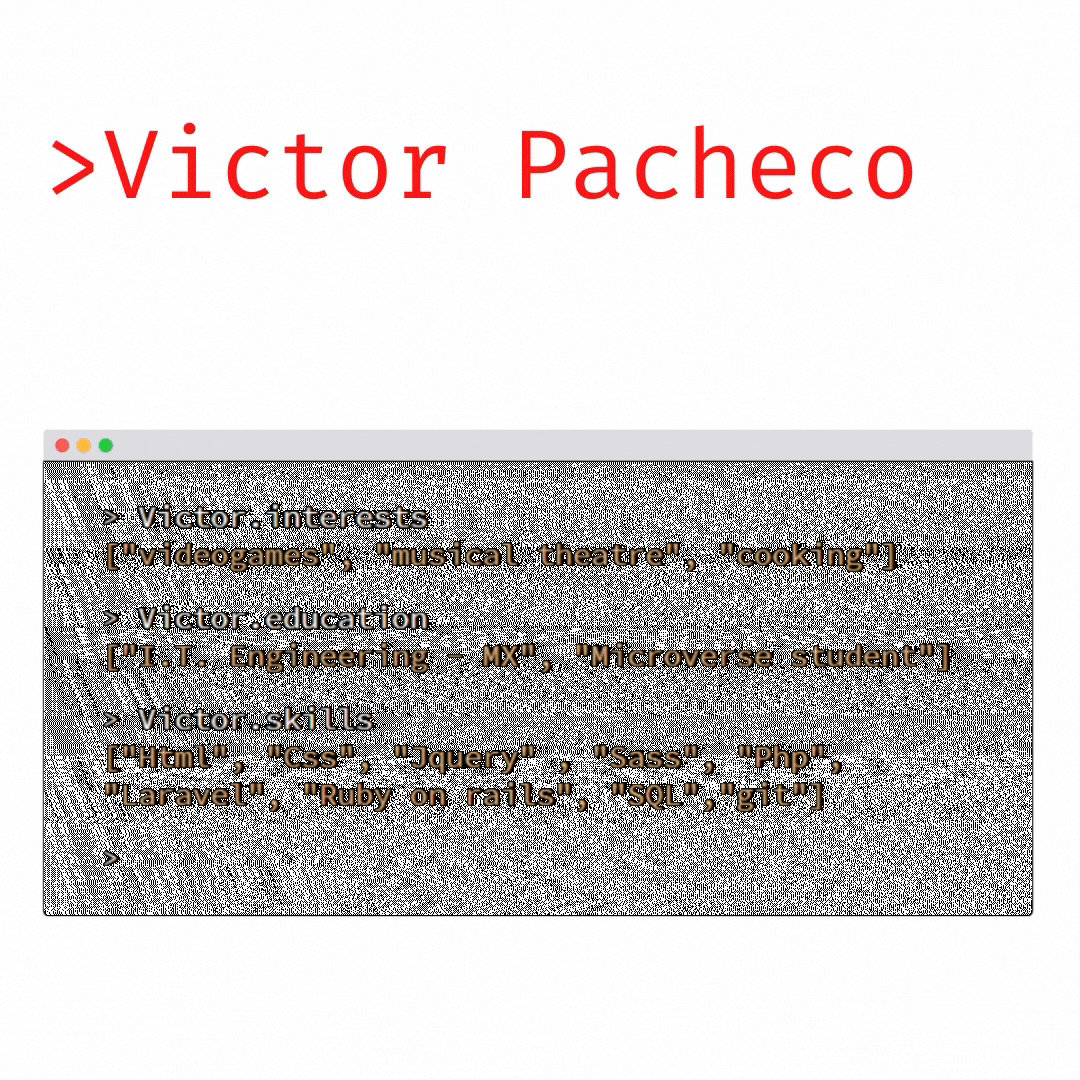 >Victor Pacheco
> Victor.interests
["videogames", "musical theatre", "cooking"]
> Victor.education
["I.T. Engineering - MX", "Microverse student"]
> Victor.skills
["Html", "Css", "Jquery" , "Sass", "Php",
"Laravel", "Ruby on rails", "SQL","git"]
>